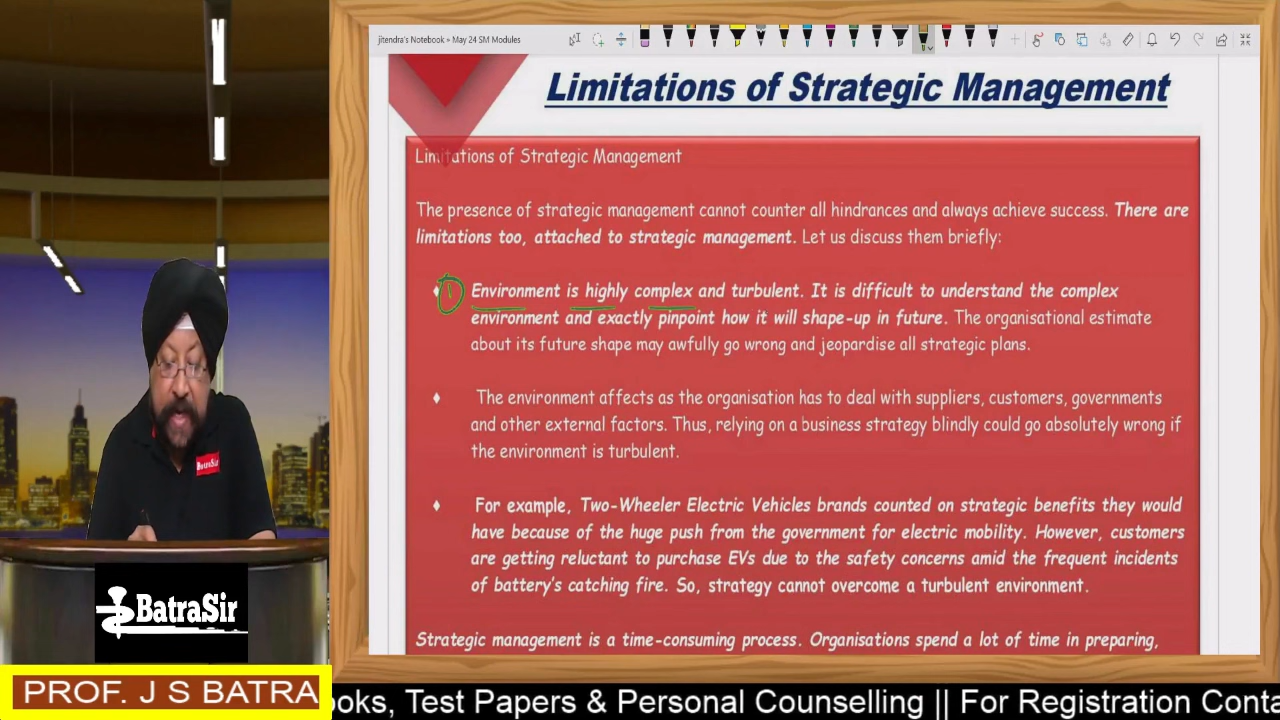 jitendra's Notebook » May 24 SM Modules
Limitations of Strategic Management
Limitations of Strategic Management
The presence of strategic management cannot counter all hindrances and always achieve success. There are
limitations too, attached to strategic management. Let us discuss them briefly:
1
Environment is highly complex and turbulent. It is difficult to understand the complex
environment and exactly pinpoint how it will shape-up in future. The organisational estimate
about its future shape may awfully go wrong and jeopardise all strategic plans.
♦ The environment affects as the organisation has to deal with suppliers, customers, governments
and other external factors. Thus, relying on a business strategy blindly could go absolutely wrong if
the environment is turbulent.
♦ For example, Two-Wheeler Electric Vehicles brands counted on strategic benefits they would
have because of the huge push from the government for electric mobility. However, customers
are getting reluctant to purchase EVs due to the safety concerns amid the frequent incidents
of battery's catching fire. So, strategy cannot overcome a turbulent environment.
Strategic management is a time-consuming process. Organisations spend a lot of time in preparing,
BatraSir
BatraSir
PROF. J S BATRA
ooks, Test Papers & Personal Counselling || For Registration Conta